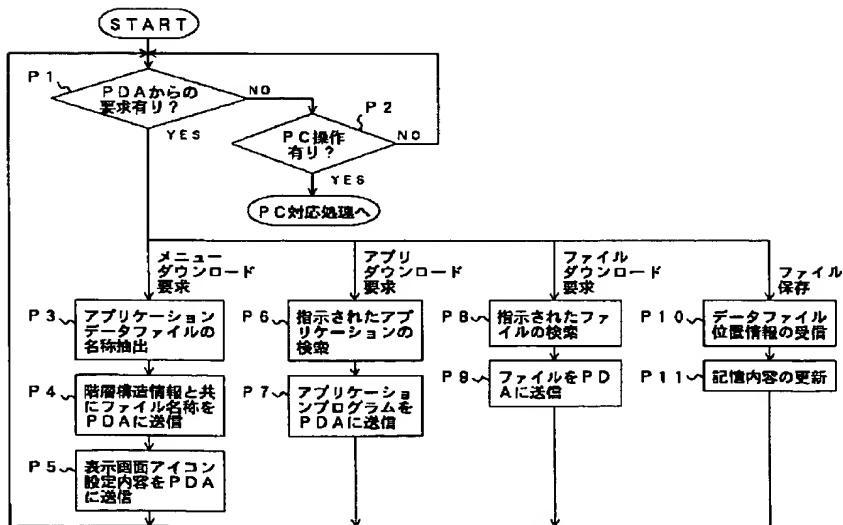 START
P1
PDAからの
要求有り?
NO
YES
P2
PC操作
有り?
NO
YES
PC対応処理へ
メニュー
ダウンロード
要求
アプリ
ダウンロード
要求
ファイル
ダウンロード
要求
ファイル
保存
P3
アプリケーション
データファイルの
名称抽出
P6
指示されたアプ
リケーションの
検索
P8
指示されたファ
イルの検索
P10
データファイル
位置情報の受信
P4
階層構造情報と共
にファイル名称を
PDAに送信
P7
アプリケーショ
ンプログラムを
PDAに送信
P9
ファイルをPD
Aに送信
P11
記憶内容の更新
P5
表示画面アイコン
設定内容をPDA
に送信